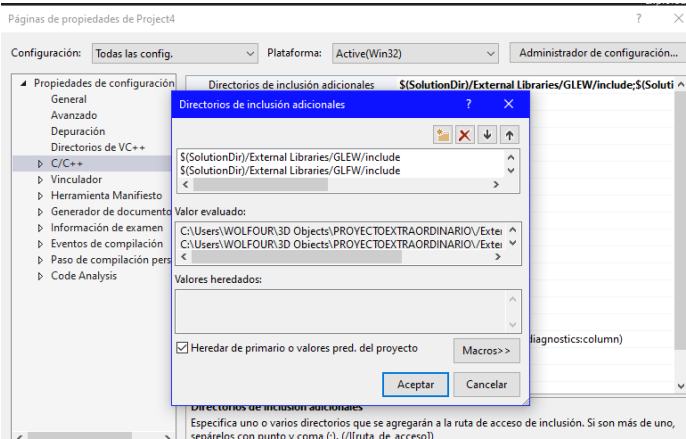 Páginas de propiedades de Project4
Configuración: Todas las config. Plataforma: Active(Win32) Administrador de configuración...
Propiedades de configuración
General
Avanzado
Depuración
Directorios de VC++
C/C++
Vinculador
Herramienta Manifiesto
Generador de documento
Información de examen
Eventos de compilación
Paso de compilación pers
Code Analysis
Directorios de inclusión adicionales $(SolutionDir)/External Libraries/GLEW/include;$(Soluti
Directorios de inclusión adicionales
$(SolutionDir)/External Libraries/GLEW/include
$(SolutionDir)/External Libraries/GLFW/include
Valor evaluado:
C:\Users\WOLFOUR\3D Objects\PROYECTOEXTRAORDINARIO\/Exter
C:\Users\WOLFOUR\3D Objects\PROYECTOEXTRAORDINARIO\/Exter
Valores heredados:
Heredar de primario o valores pred. del proyecto
Macros>>
Aceptar Cancelar
diagnostics:column)
Directorios de inclusión adicionales
Especifica uno o varios directorios que se agregarán a la ruta de acceso de inclusión. Si son más de uno,
sepárelos con punto y coma (;). (/I[ruta_de_acceso])